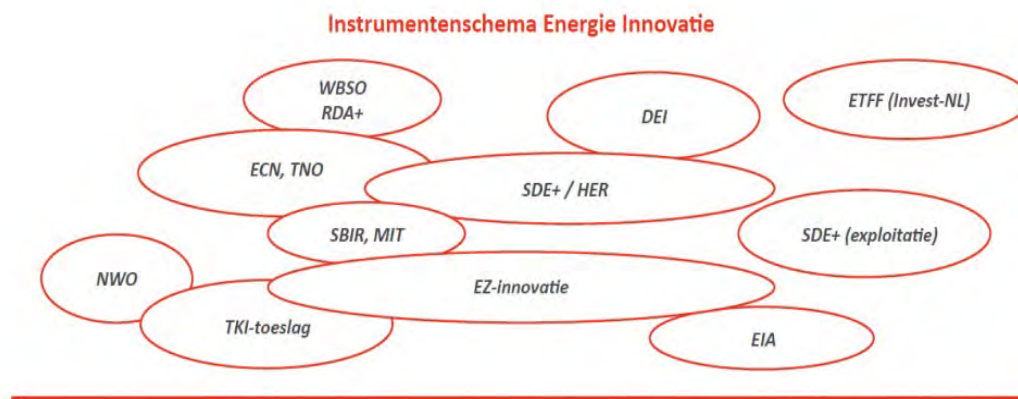 Instrumentenschema Energie Innovatie
WBSO
RDA+
DEI
ETFF (Invest-NL)
ECN, TNO
SDE+ / HER
SBIR, MIT
SDE+ (exploitatie)
NWO
EZ-innovatie
TKI-toeslag
EIA